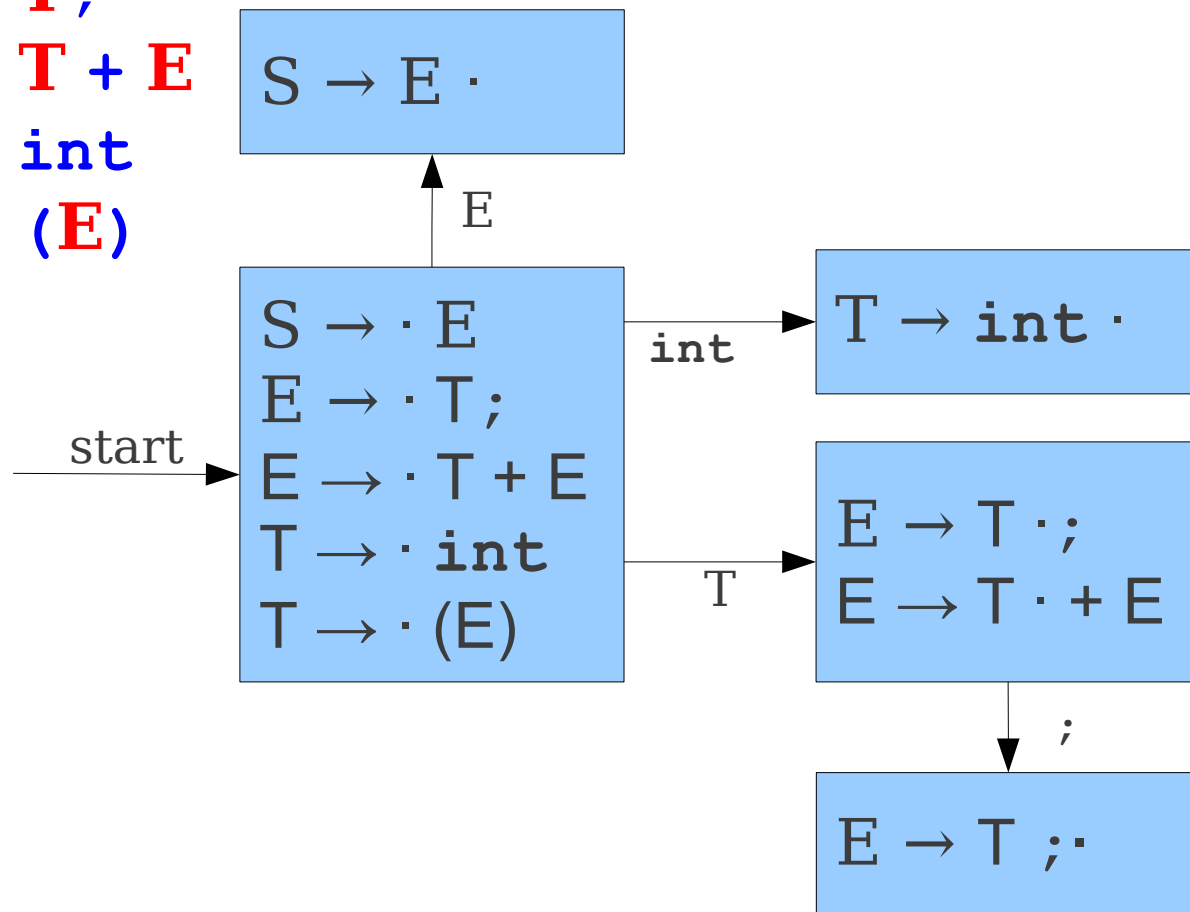 T;
T + E
int
(E)
S → E ·
E
S → · E
E → · T ;
E → · T + E
T → · int
T → · (E)
start
int
T → int ·
T
E → T · ;
E → T · + E
;
E → T ; ·